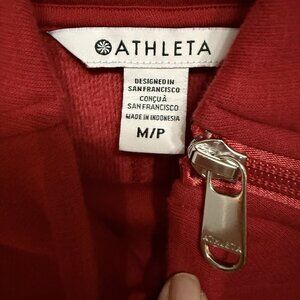 ATHLETA
DESIGNED IN
SAN FRANCISCO
CONÇU À
SAN FRANCISCO
MADE IN INDONESIA
M/P
ATHLETA